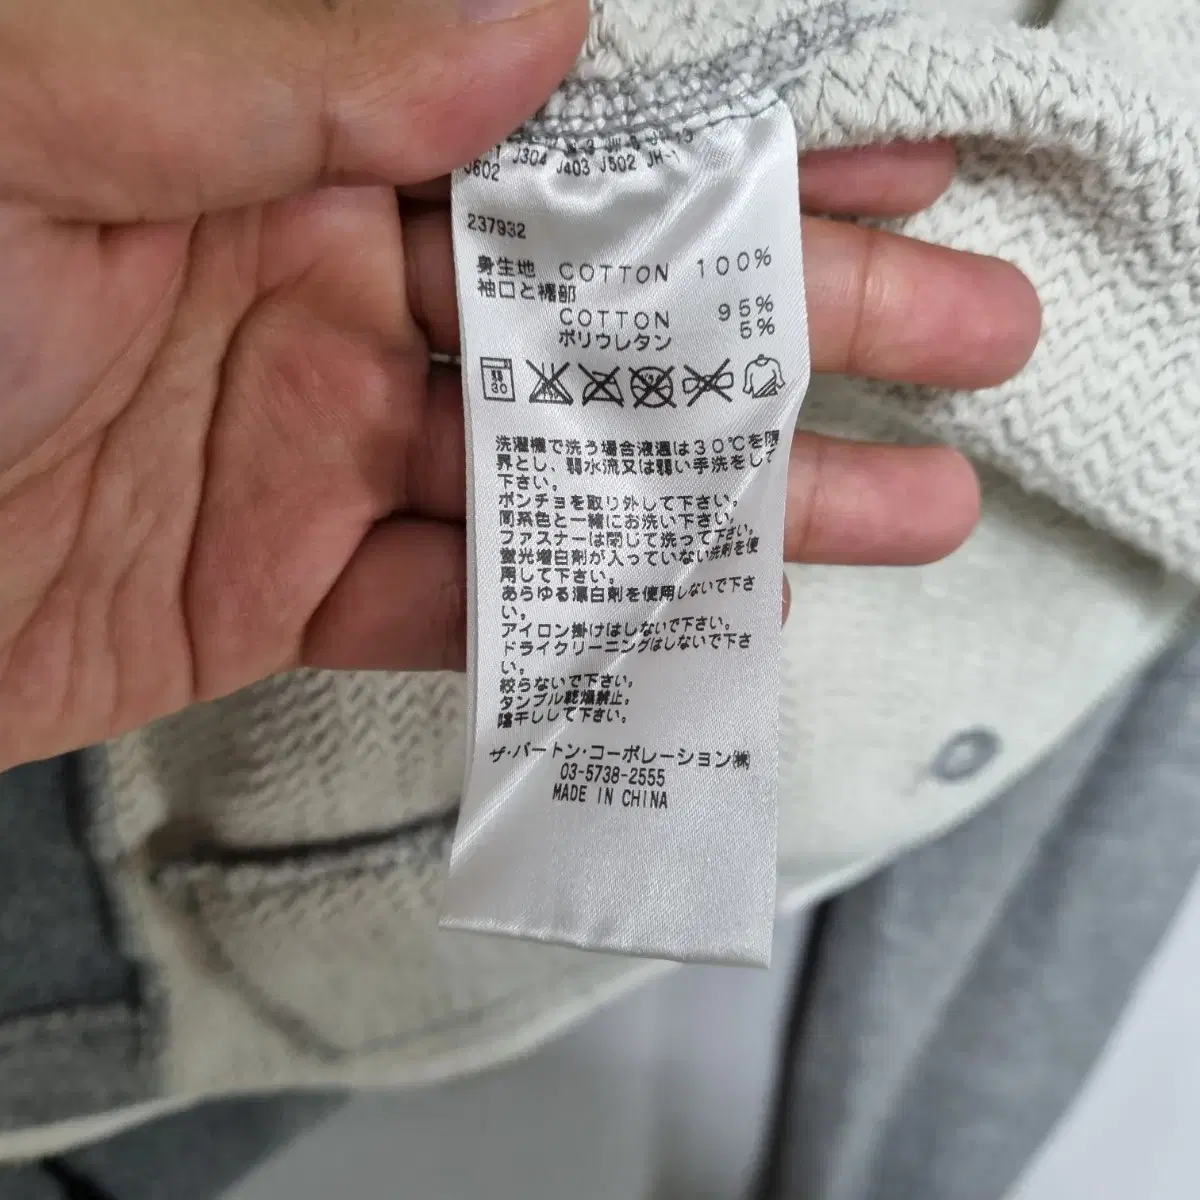 J304 J403 J502 JH-1
J602
237932
身生地 COTTON 100%
袖口と裾部
COTTON 95%
ポリウレタン 5%
弱
30
洗濯機で洗う場合液温は30℃を限
界とし、弱水流又は弱い手洗をして
下さい。
ポンチョを取り外して下さい。
同系色と一緒にお洗い下さい。
ファスナーは閉じて洗って下さい。
蛍光増白剤が入っていない洗剤を使
用して下さい。
あらゆる漂白剤を使用しないで下さ
い。
アイロン掛けはしないで下さい。
ドライクリーニングはしないで下さ
い。
絞らないで下さい。
タンブル乾燥禁止。
陰干しして下さい。
ザ・バートン・コーポレーション㈱
03-5738-2555
MADE IN CHINA